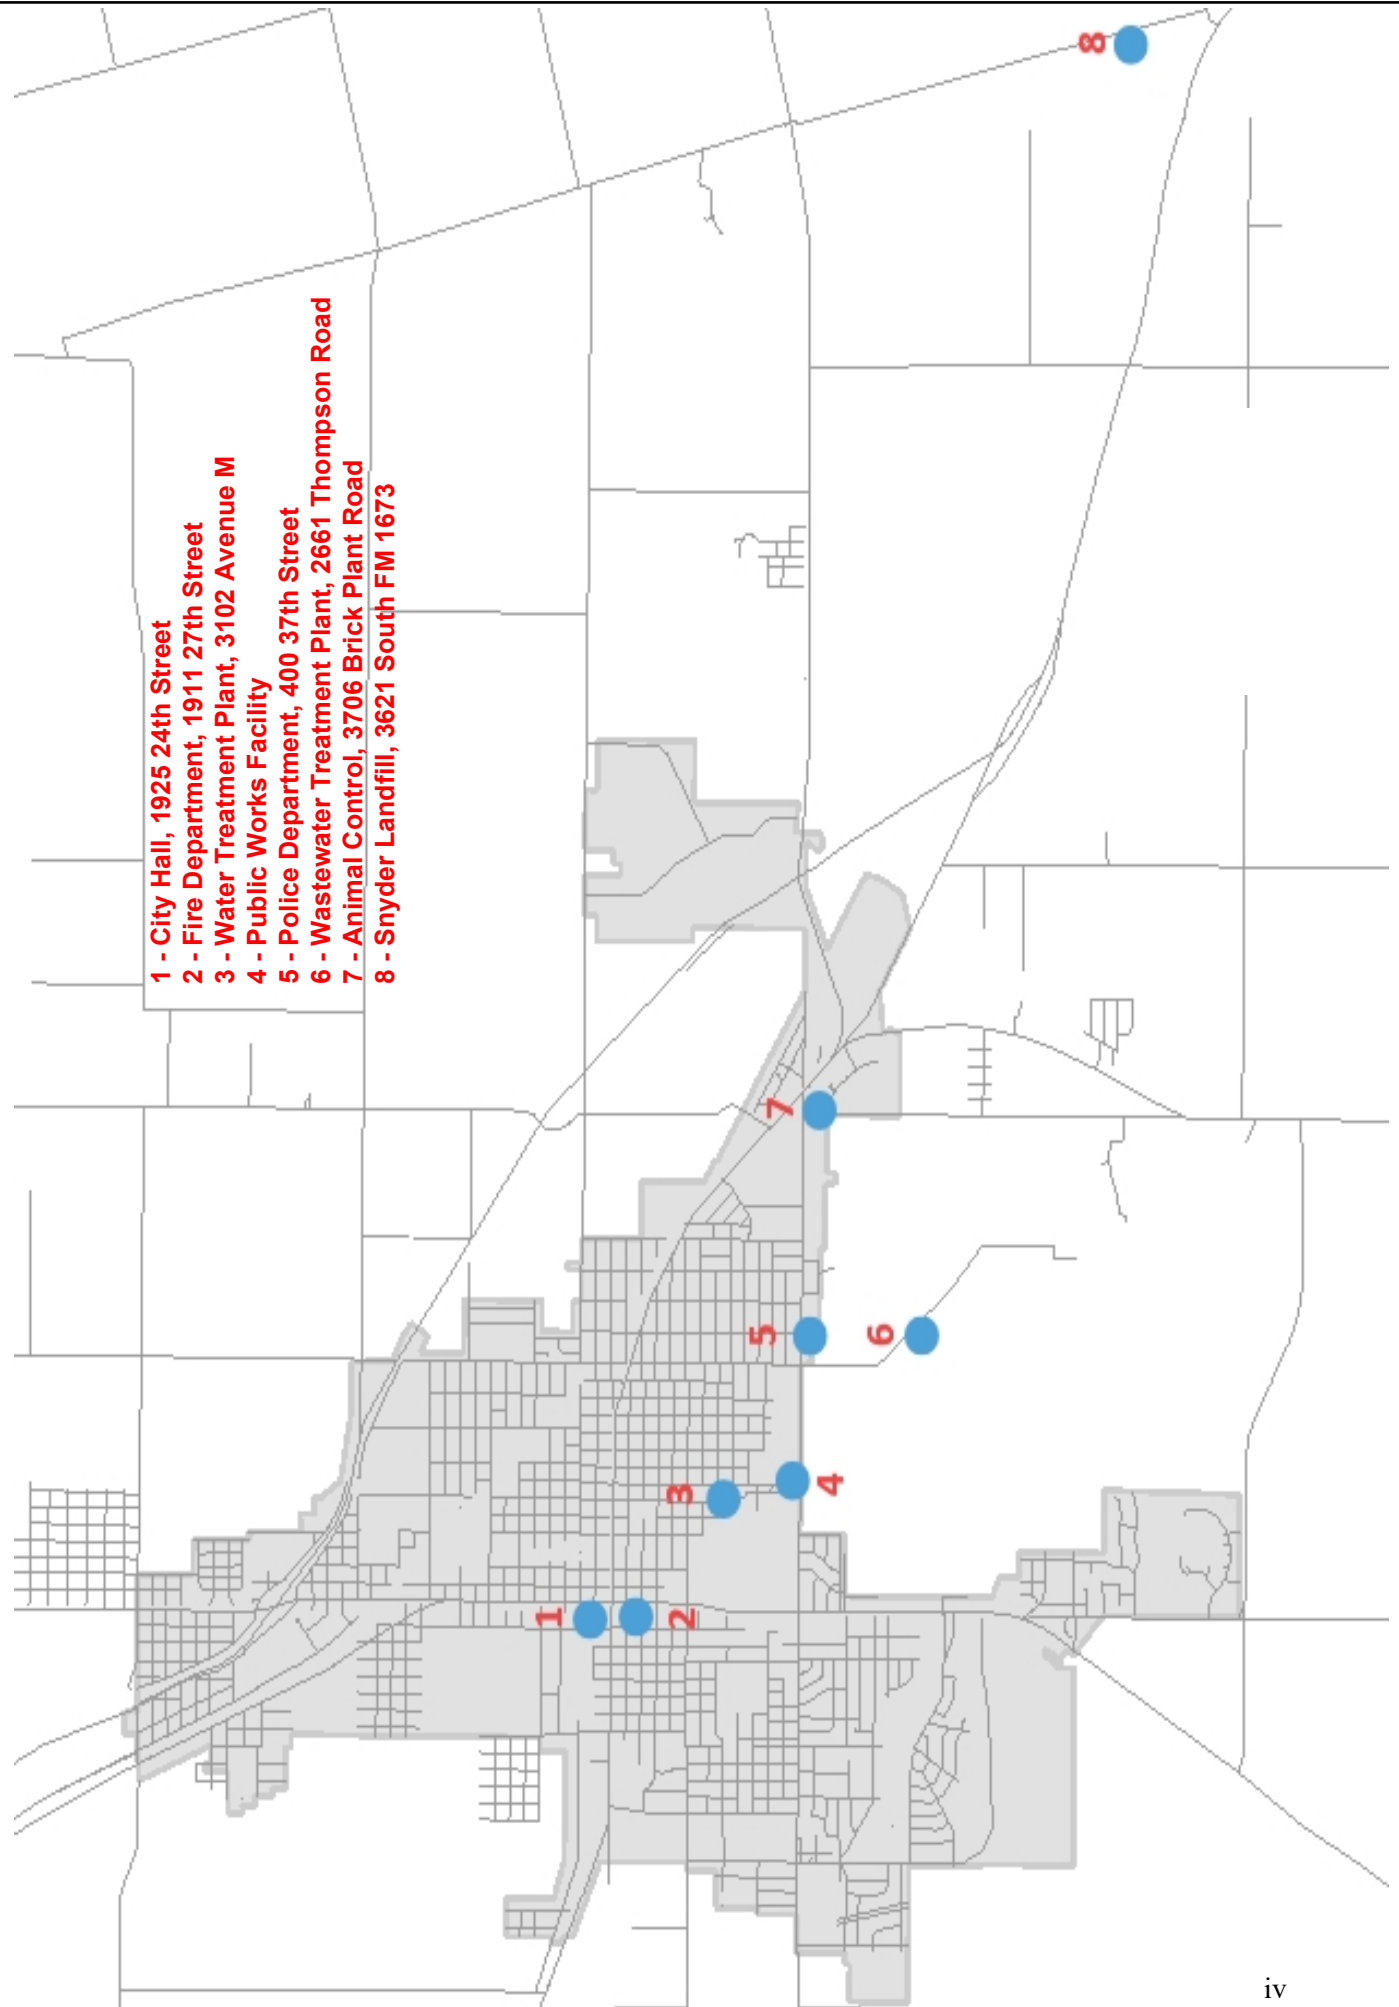 1 - City Hall, 1925 24th Street
2 - Fire Department, 1911 27th Street
3 - Water Treatment Plant, 3102 Avenue M
4 - Public Works Facility
5 - Police Department, 400 37th Street
6 - Wastewater Treatment Plant, 2661 Thompson Road
7 - Animal Control, 3706 Brick Plant Road
8 - Snyder Landfill, 3621 South FM 1673
1
2
3
4
5
6
7
8
iv